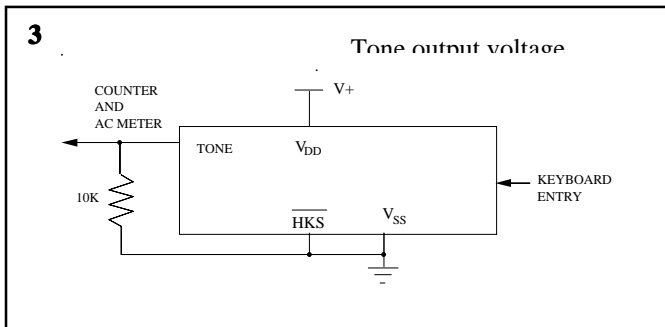 3
Tone output voltage
COUNTER
AND
AC METER
V+
TONE
VDD
KEYBOARD
ENTRY
10K
HKS
VSS